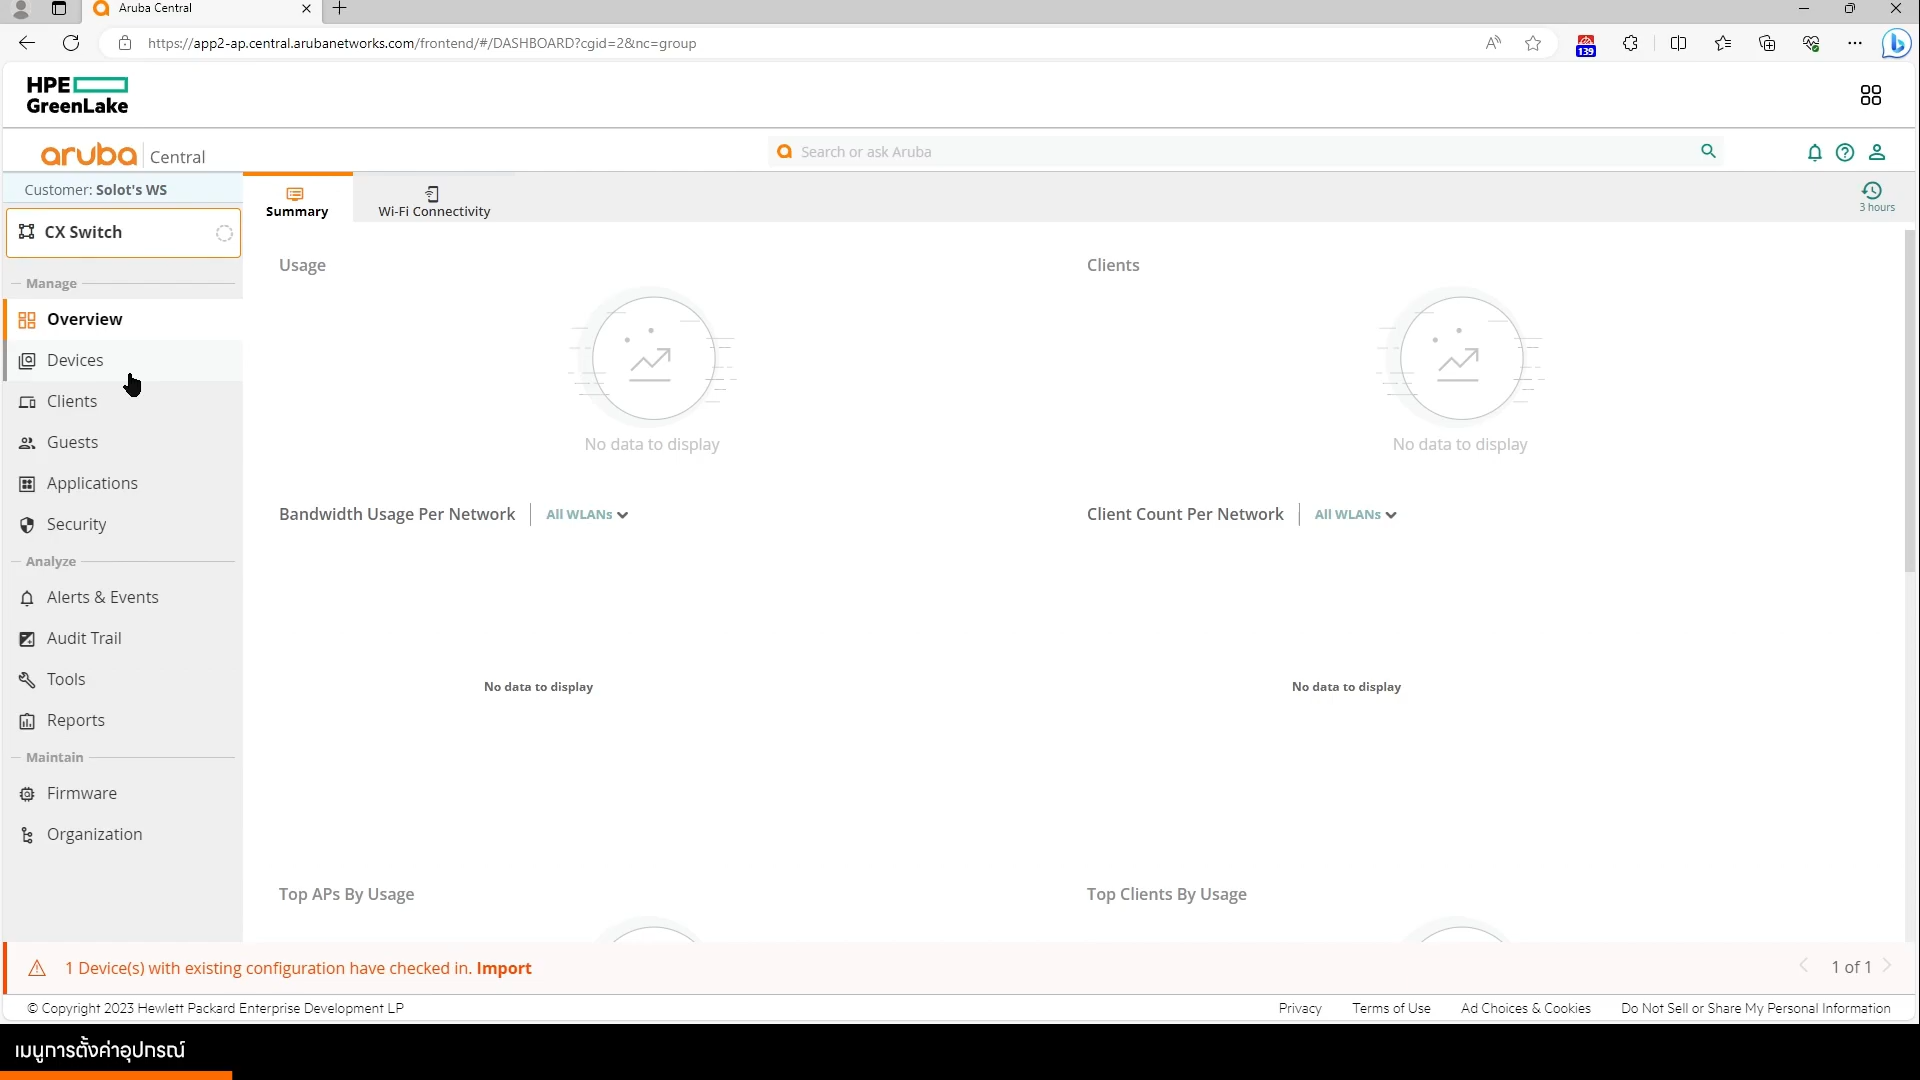 Aruba Central
https://app2-ap.central.arubanetworks.com/frontend/#/DASHBOARD?cgid=2&nc=group
139
HPE
GreenLake
aruba Central
Search or ask Aruba
Customer: Solot's WS
Summary
Wi-Fi Connectivity
3 hours
CX Switch
Manage
Overview
Devices
Clients
Guests
Applications
Security
Analyze
Alerts & Events
Audit Trail
Tools
Reports
Maintain
Firmware
Organization
Usage
No data to display
Clients
No data to display
Bandwidth Usage Per Network All WLANs
No data to display
Client Count Per Network All WLANs
No data to display
Top APs By Usage
Top Clients By Usage
1 Device(s) with existing configuration have checked in. Import
1 of 1
© Copyright 2023 Hewlett Packard Enterprise Development LP
Privacy Terms of Use Ad Choices & Cookies Do Not Sell or Share My Personal Information
เมนูการตั้งค่าอุปกรณ์